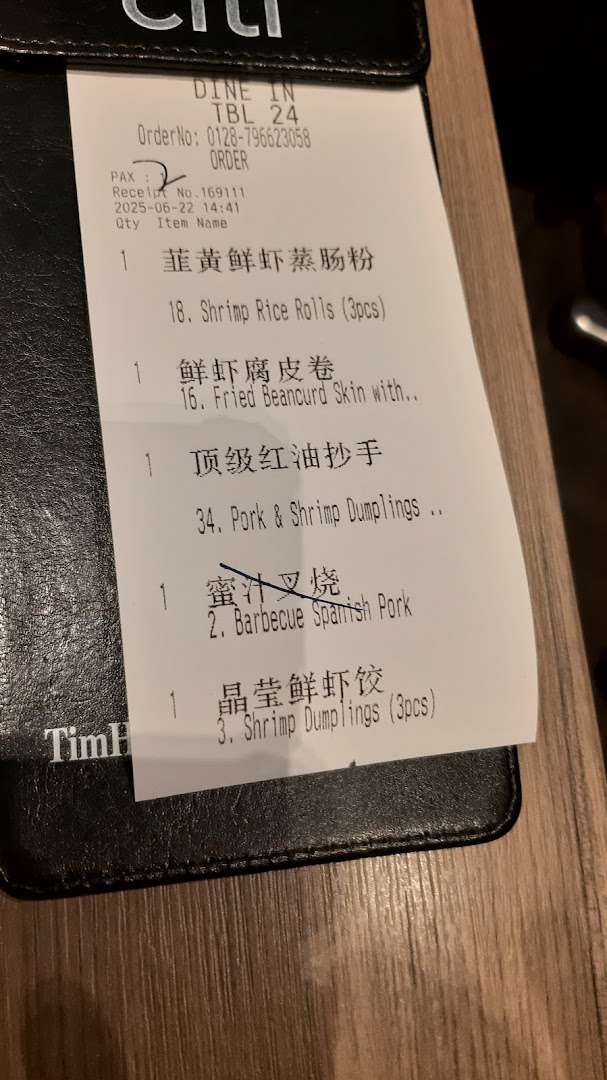 citi
DINE IN
TBL 24
OrderNo: 0128-796623058
ORDER
PAX : 2
Receipt No.169111
2025-06-22 14:41
Qty Item Name
1 韮黄鲜虾蒸肠粉
18. Shrimp Rice Rolls (3pcs)
1 鲜虾腐皮卷
16. Fried Beancurd Skin with..
1 顶级红油抄手
34. Pork & Shrimp Dumplings ..
1 蜜汁叉烧
2. Barbecue Spanish Pork
1 晶莹鲜虾饺
3. Shrimp Dumplings (3pcs)
TimH